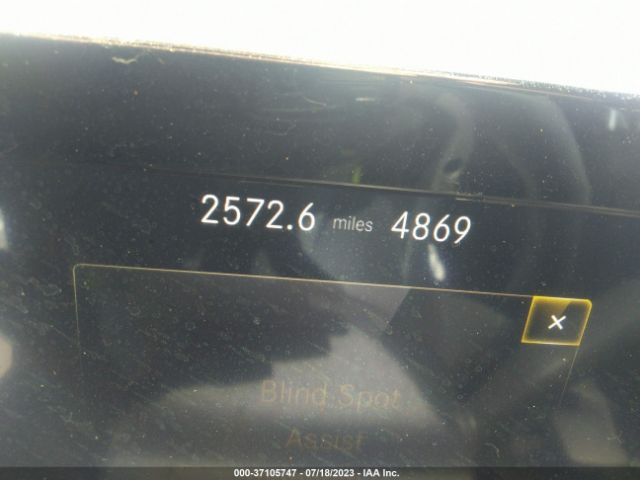 2572.6 miles 4869
×
Blind Spot
Assist
000-37105747 - 07/18/2023 - IAA Inc.